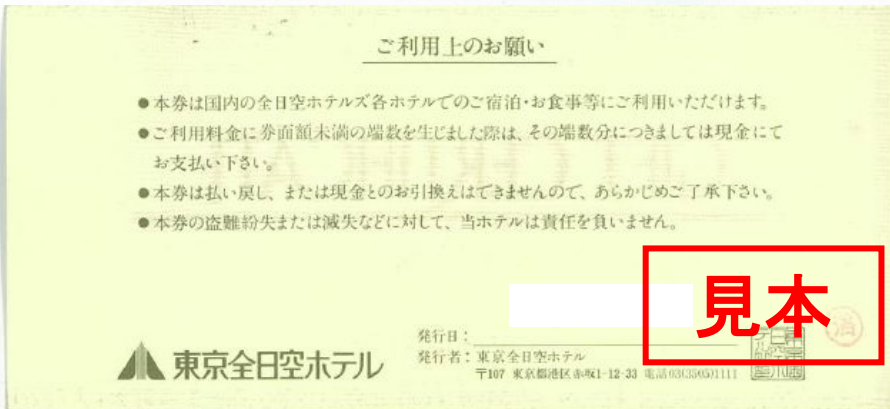 ご利用上のお願い
●本券は国内の全日空ホテルズ各ホテルでのご宿泊・お食事等にご利用いただけます。
●ご利用料金に券面額未満の端数を生じました際は、その端数分につきましては現金にて
お支払い下さい。
●本券は払い戻し、または現金とのお引換えはできませんので、あらかじめご了承下さい。
●本券の盗難紛失または滅失などに対して、当ホテルは責任を負いません。
見本
消
発行日:
東京全日空ホテル
発行者:東京全日空ホテル
〒107 東京都港区赤坂1-12-33 電話03(3505)1111